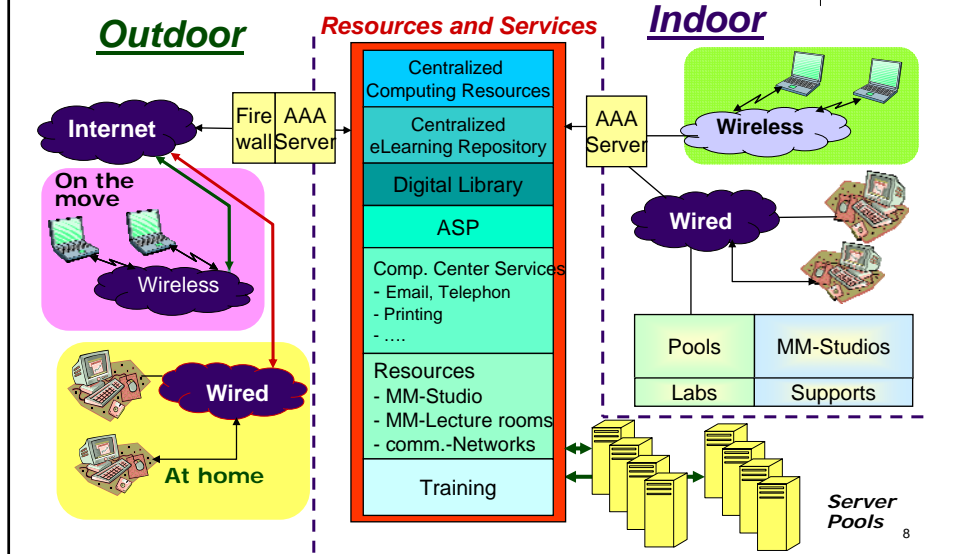 Outdoor
Resources and Services
Indoor
Internet
Fire
wall
AAA
Server
On the
move
Wireless
Wired
At home
Centralized
Computing Resources
Centralized
eLearning Repository
Digital Library
ASP
Comp. Center Services
- Email, Telephon
- Printing
- ....
Resources
- MM-Studio
- MM-Lecture rooms
- comm.-Networks
Training
AAA
Server
Wireless
Wired
Pools
MM-Studios
Labs
Supports
Server
Pools
8